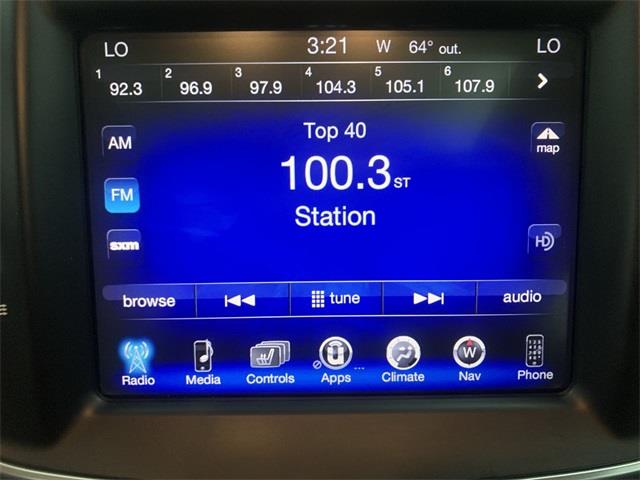 LO 3:21 W 64° out. LO
1 92.3 2 96.9 3 97.9 4 104.3 5 105.1 6 107.9
Top 40
AM
map
100.3 ST
FM
Station
sxm
HD
browse tune audio
Radio Media Controls Apps Climate Nav Phone